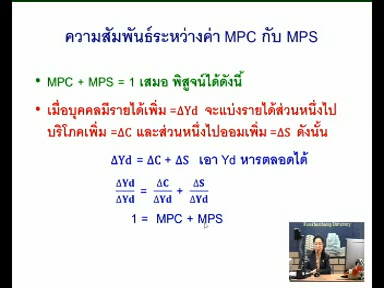 ความสัมพันธ์ระหว่างค่า MPC กับ MPS
• MPC + MPS = 1 เสมอ พิสูจน์ได้ดังนี้
• เมื่อบุคคลมีรายได้เพิ่ม =ΔYd จะแบ่งรายได้ส่วนหนึ่งไป
บริโภคเพิ่ม =ΔC และส่วนหนึ่งไปออมเพิ่ม =ΔS ดังนั้น
ΔYd = ΔC + ΔS เอา Yd หารตลอดได้
ΔYd/ΔYd = ΔC/ΔYd + ΔS/ΔYd
1 = MPC + MPS